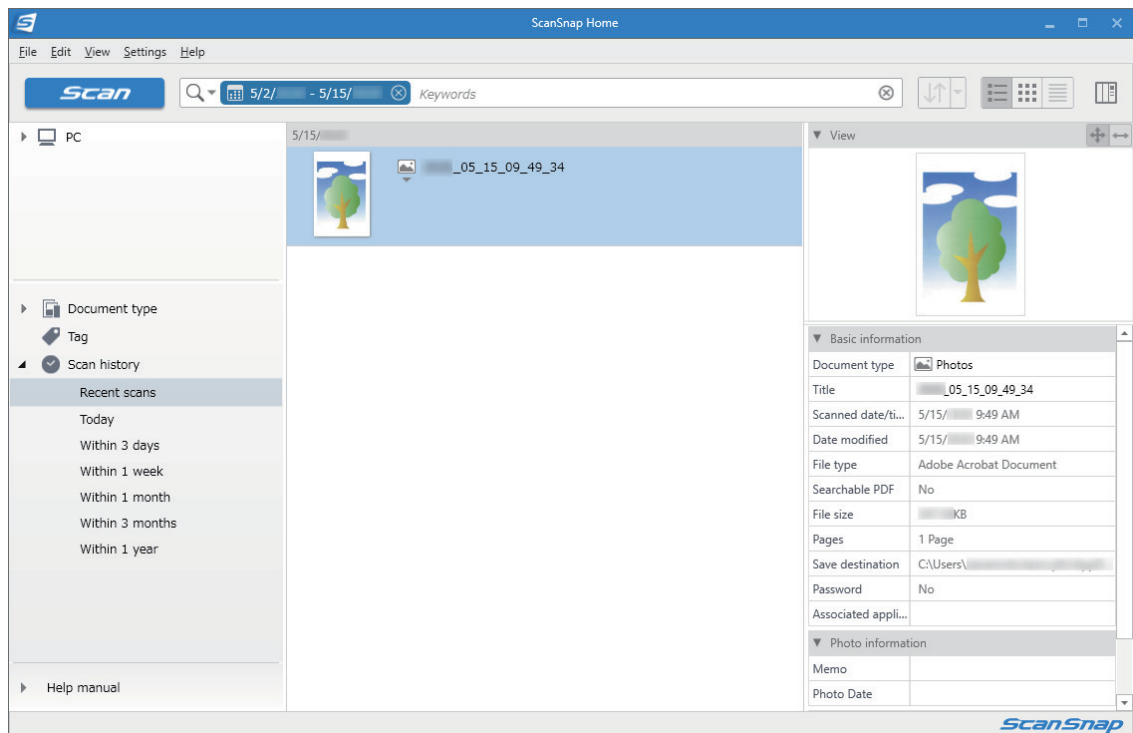 ScanSnap Home
File Edit View Settings Help
Scan
5/2/ - 5/15/ Keywords
PC
Document type
Tag
Scan history
Recent scans
Today
Within 3 days
Within 1 week
Within 1 month
Within 3 months
Within 1 year
Help manual
5/15/
_05_15_09_49_34
View
Basic information
Document type Photos
Title _05_15_09_49_34
Scanned date/ti... 5/15/ 9:49 AM
Date modified 5/15/ 9:49 AM
File type Adobe Acrobat Document
Searchable PDF No
File size KB
Pages 1 Page
Save destination C:\Users\
Password No
Associated appli...
Photo information
Memo
Photo Date
ScanSnap